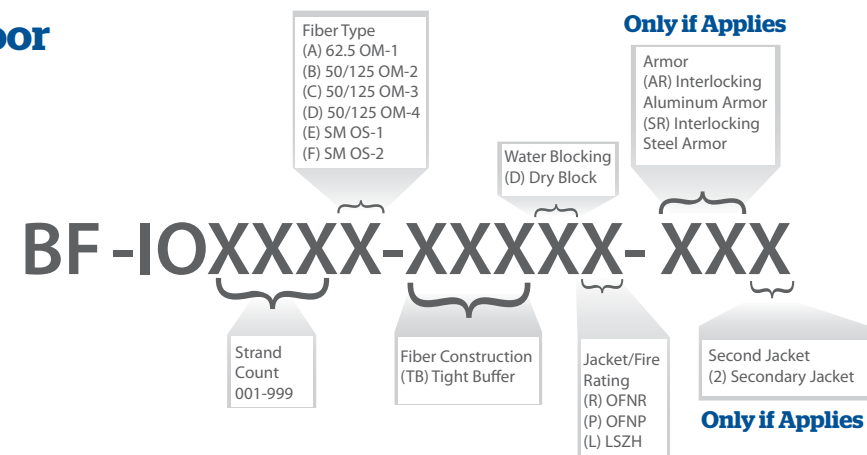 oor
Fiber Type
(A) 62.5 OM-1
(B) 50/125 OM-2
(C) 50/125 OM-3
(D) 50/125 OM-4
(E) SM OS-1
(F) SM OS-2
Only if Applies
Armor
(AR) Interlocking
Aluminum Armor
(SR) Interlocking
Steel Armor
Water Blocking
(D) Dry Block
BF -IOXXXX-XXXXX- XXX
Strand
Count
001-999
Fiber Construction
(TB) Tight Buffer
Jacket/Fire
Rating
(R) OFNR
(P) OFNP
(L) LSZH
Second Jacket
(2) Secondary Jacket
Only if Applies